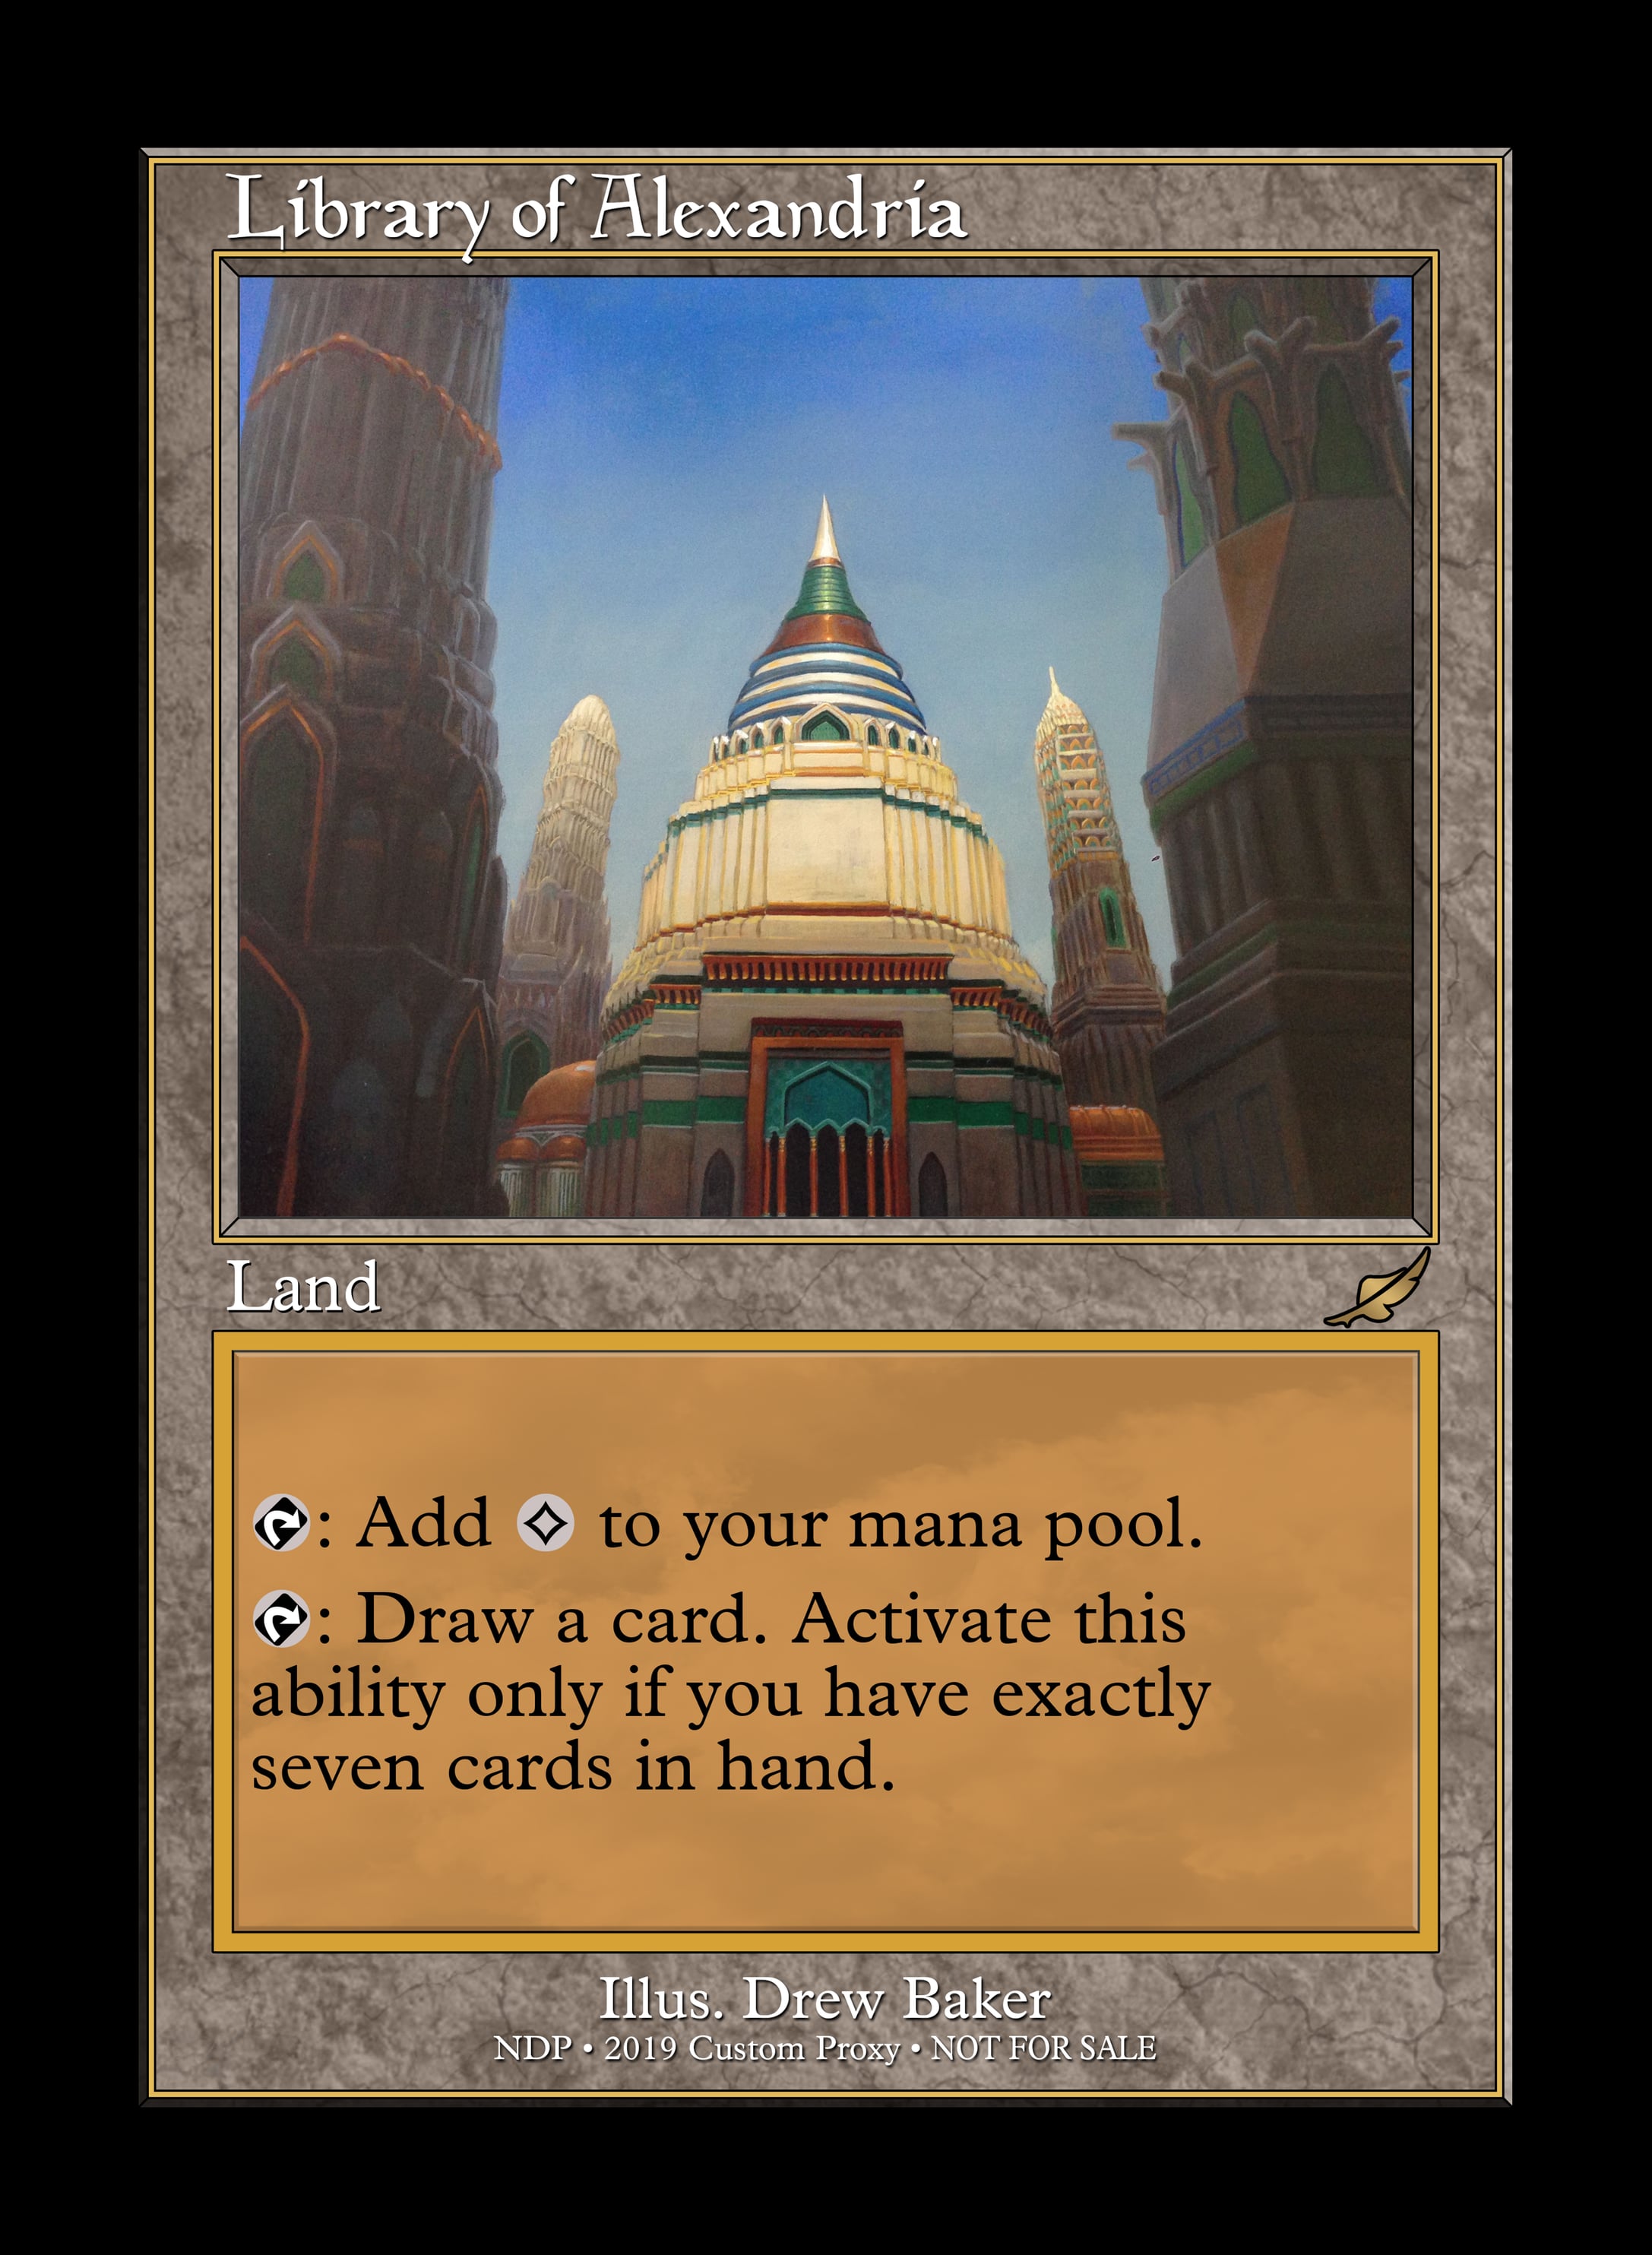 Library of Alexandria
Land
: Add to your mana pool.
: Draw a card. Activate this
ability only if you have exactly
seven cards in hand.
Illus. Drew Baker
NDP • 2019 Custom Proxy • NOT FOR SALE